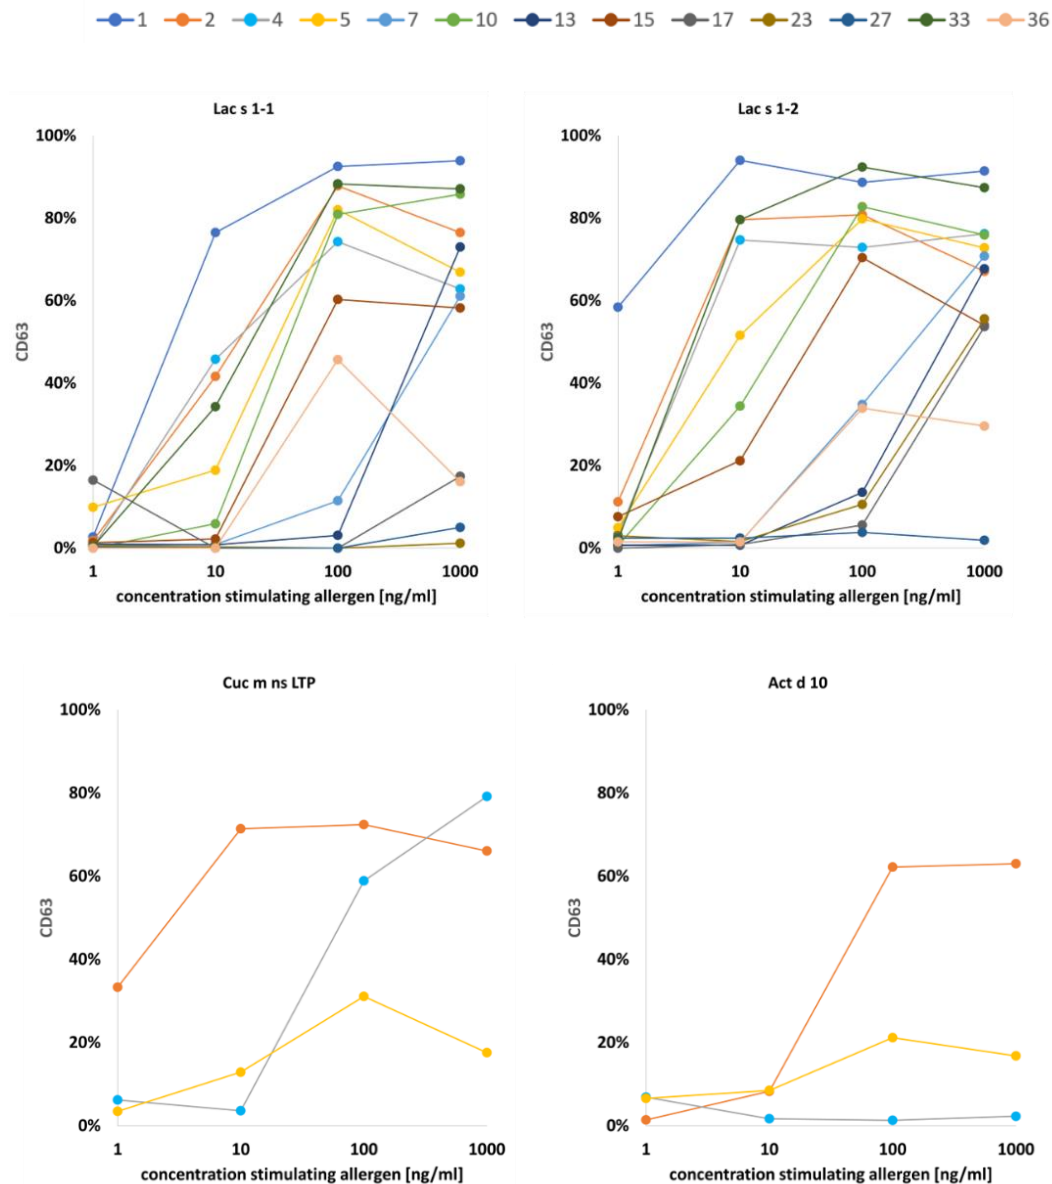 1 2 4 5 7 10 13 15 17 23 27 33 36
Lac s 1-1
100%
80%
60%
40%
20%
0%
CD63
1 10 100 1000
concentration stimulating allergen [ng/ml]
Lac s 1-2
100%
80%
60%
40%
20%
0%
CD63
1 10 100 1000
concentration stimulating allergen [ng/ml]
Cuc m ns LTP
100%
80%
60%
40%
20%
0%
CD63
1 10 100 1000
concentration stimulating allergen [ng/ml]
Act d 10
100%
80%
60%
40%
20%
0%
CD63
1 10 100 1000
concentration stimulating allergen [ng/ml]